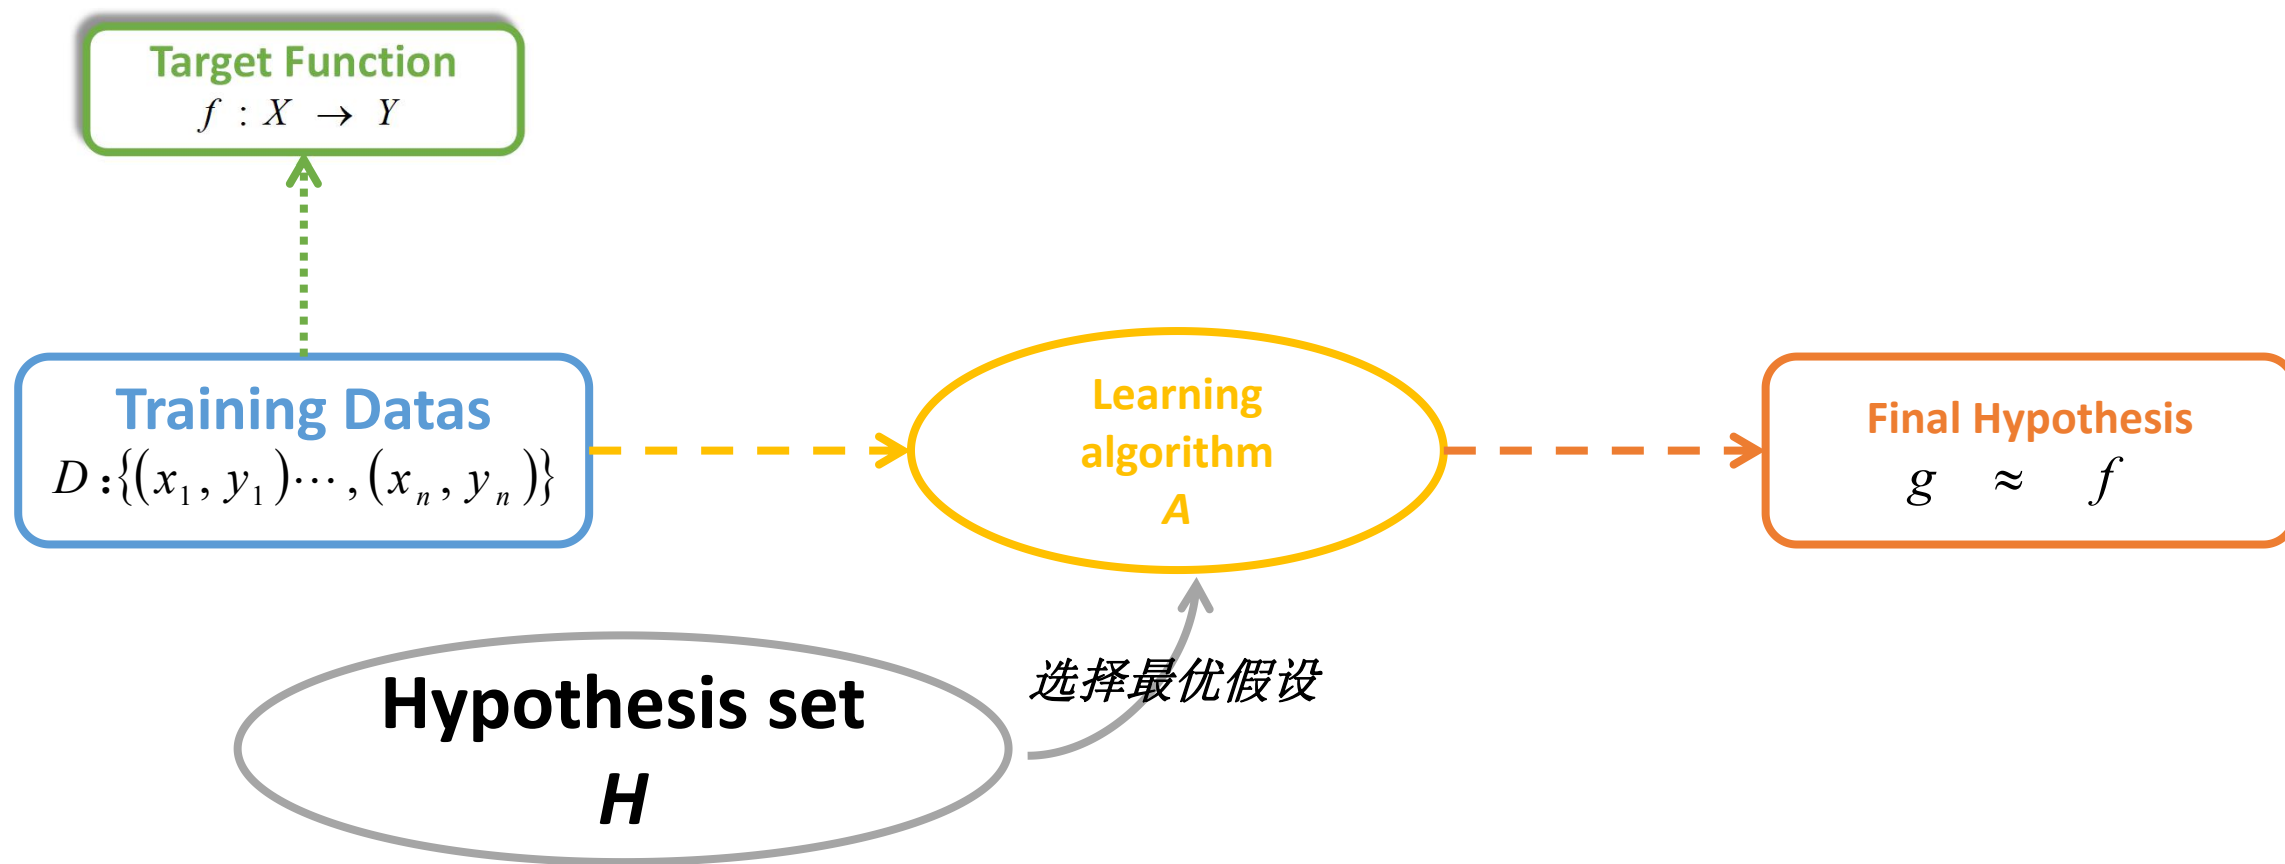 Target Function
f : X → Y
Training Datas
D:{(x₁, y₁)⋯,(xₙ, yₙ)}
Learning
algorithm
A
Final Hypothesis
g ≈ f
选择最优假设
Hypothesis set
H